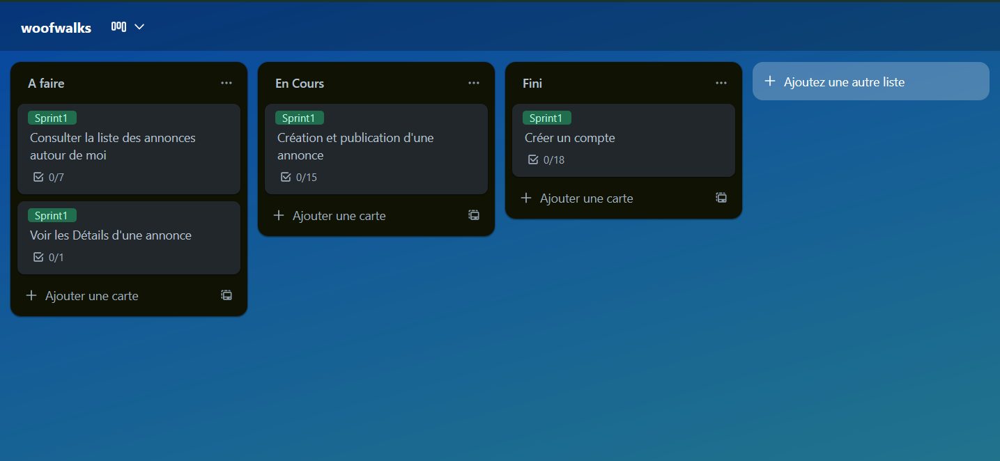 woofwalks
A faire
Sprint1
Consulter la liste des annonces
autour de moi
0/7
Sprint1
Voir les Détails d'une annonce
0/1
Ajouter une carte
En Cours
Sprint1
Création et publication d'une
annonce
0/15
Ajouter une carte
Fini
Sprint1
Créer un compte
0/18
Ajouter une carte
Ajoutez une autre liste